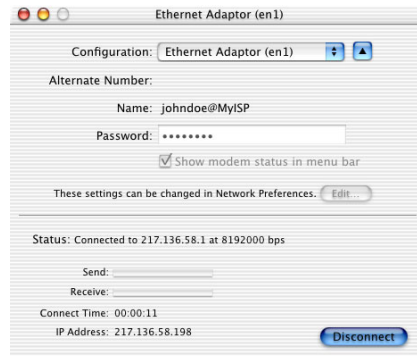 Ethernet Adaptor (en1)
Configuration: Ethernet Adaptor (en1)
Alternate Number:
Name: johndoe@MyISP
Password: ••••••••
Show modem status in menu bar
These settings can be changed in Network Preferences. Edit...
Status: Connected to 217.136.58.1 at 8192000 bps
Send:
Receive:
Connect Time: 00:00:11
IP Address: 217.136.58.198
Disconnect